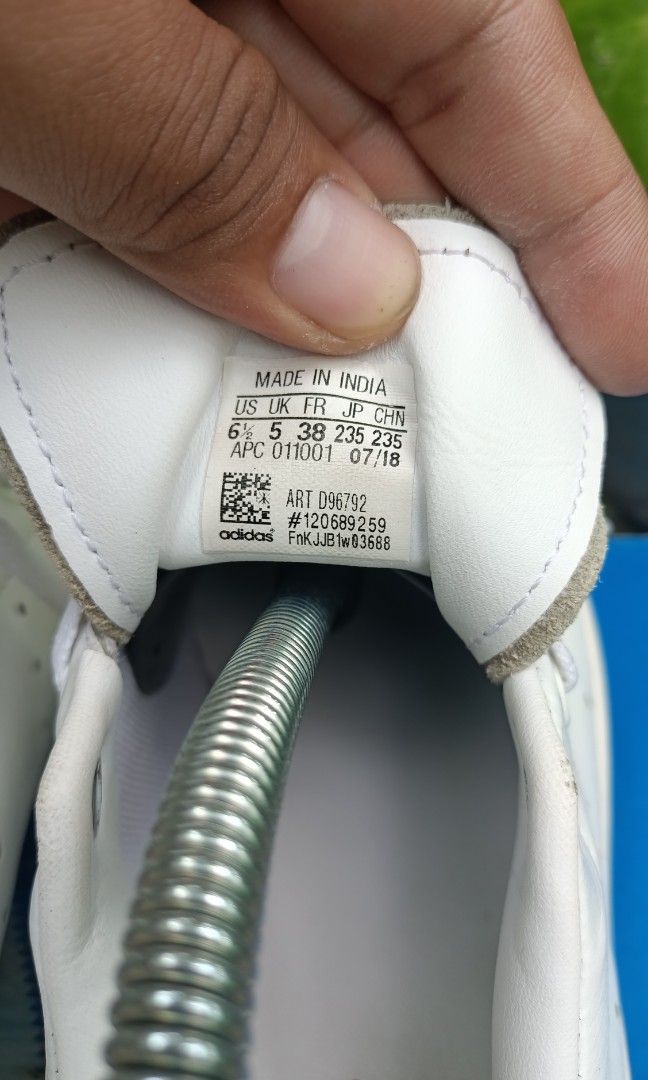 MADE IN INDIA
US UK FR JP CHN
6½ 5 38 235 235
APC 011001 07/18
ART D96792
#120689259
adidas FnKJJB1w03688